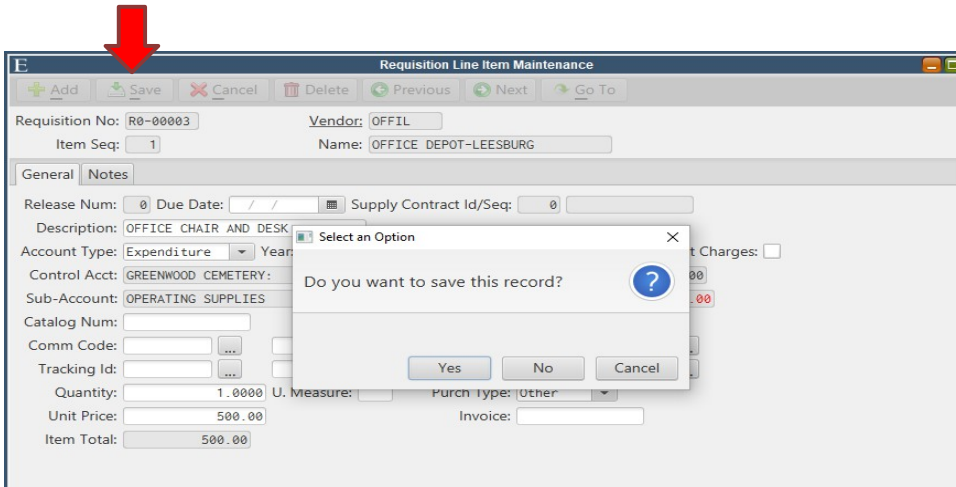 E Requisition Line Item Maintenance
Add Save Cancel Delete Previous Next Go To
Requisition No: R0-00003 Vendor: OFFIL
Item Seq: 1 Name: OFFICE DEPOT-LEESBURG
General Notes
Release Num: 0 Due Date: / / Supply Contract Id/Seq: 0
Description: OFFICE CHAIR AND DESK
Select an Option
Account Type: Expenditure Year: t Charges:
Do you want to save this record?
Control Acct: GREENWOOD CEMETERY: 00
Sub-Account: OPERATING SUPPLIES .00
Catalog Num:
Comm Code: ...
Yes No Cancel
Tracking Id: ...
Quantity: 1.0000 U. Measure: Purch Type: Other
Unit Price: 500.00 Invoice:
Item Total: 500.00